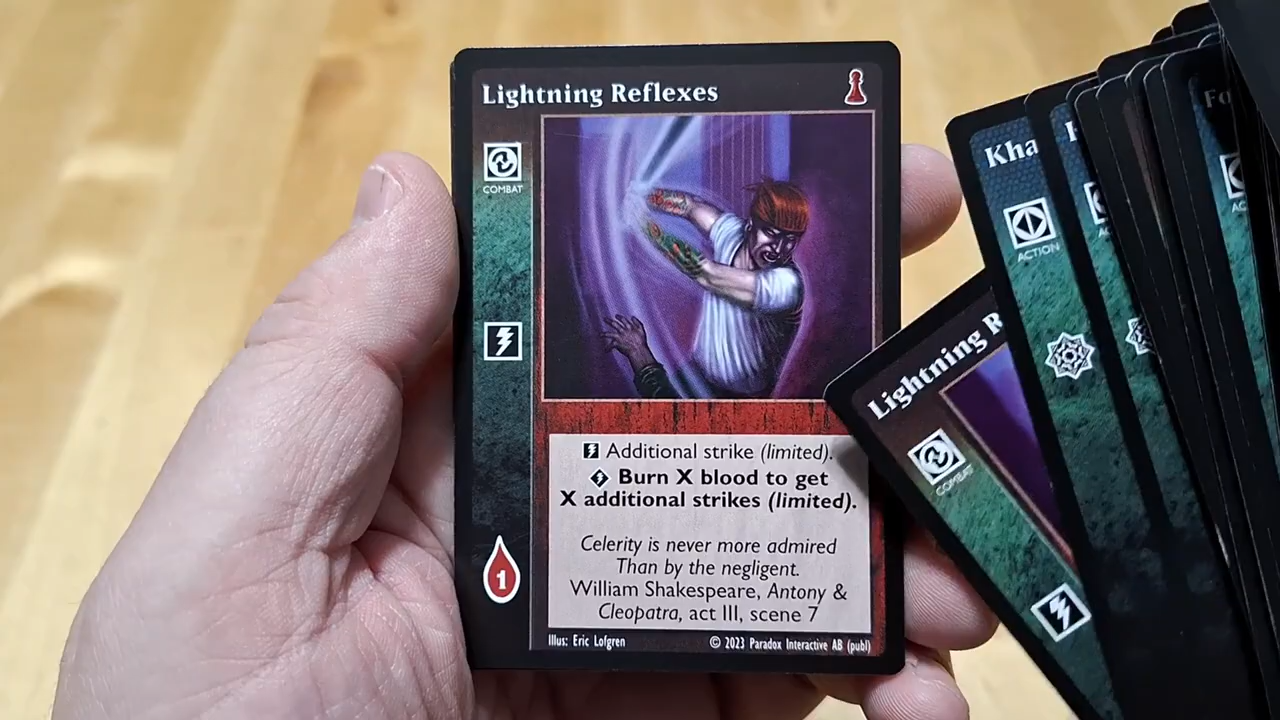 Lightning Reflexes
COMBAT
Additional strike (limited).
Burn X blood to get
X additional strikes (limited).
Celerity is never more admired
Than by the negligent.
William Shakespeare, Antony &
Cleopatra, act III, scene 7
1
Illus: Eric Lofgren
© 2023 Paradox Interactive AB (publ)
Lightning R
COMBAT
Kha
ACTION
Fo